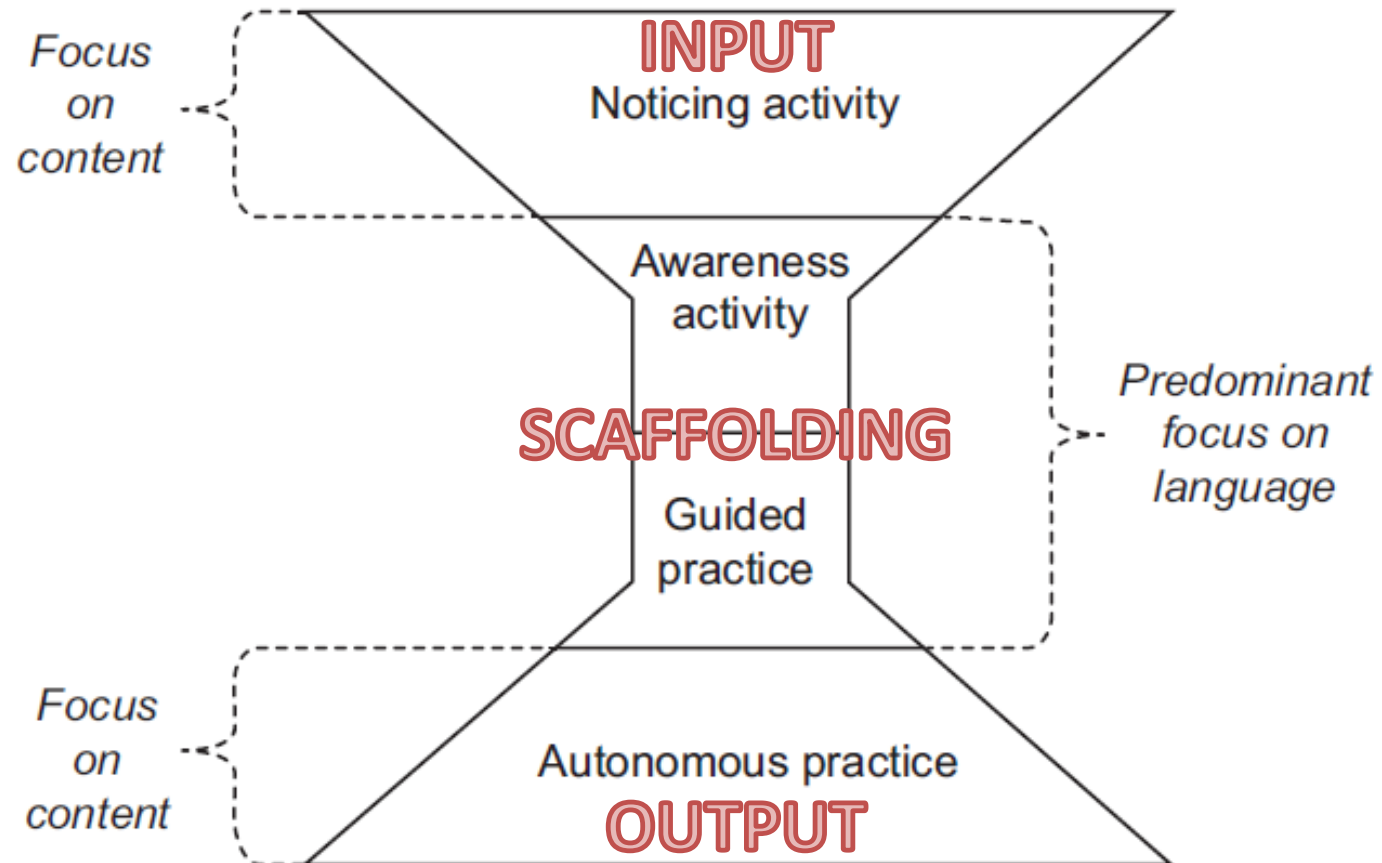 INPUT
Noticing activity
Focus
on
content
Awareness
activity
SCAFFOLDING
Predominant
focus on
language
Guided
practice
Focus
on
content
Autonomous practice
OUTPUT